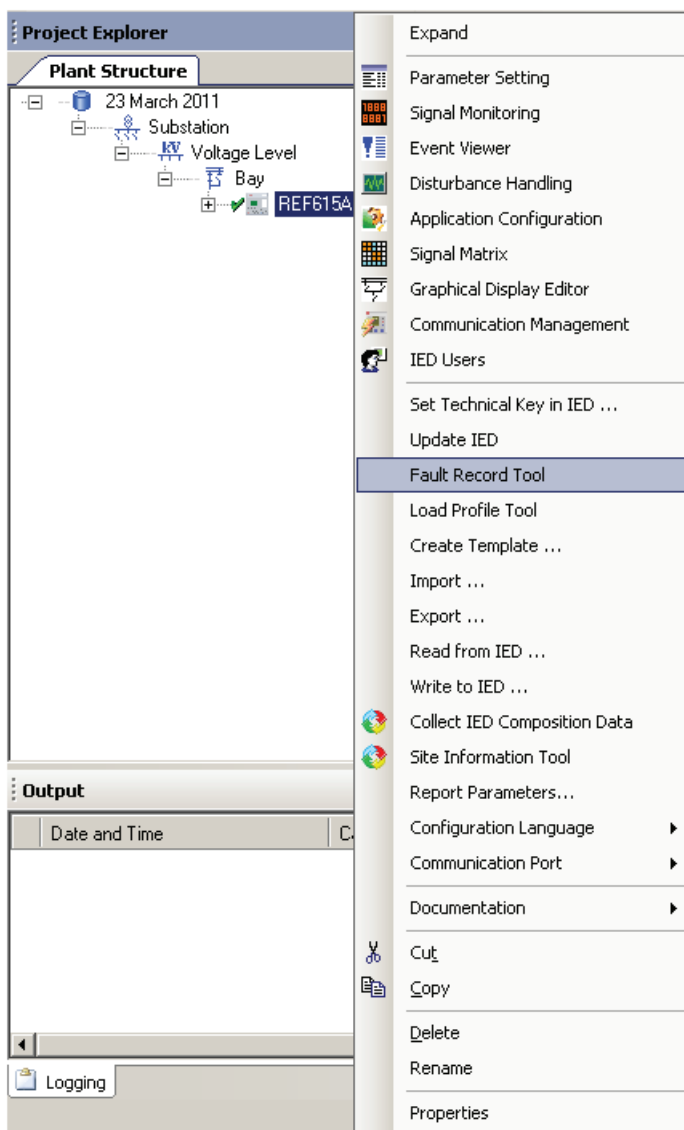 Project Explorer
Plant Structure
23 March 2011
Substation
Voltage Level
Bay
REF615A
Output
Date and Time
Logging
Expand
Parameter Setting
Signal Monitoring
Event Viewer
Disturbance Handling
Application Configuration
Signal Matrix
Graphical Display Editor
Communication Management
IED Users
Set Technical Key in IED ...
Update IED
Fault Record Tool
Load Profile Tool
Create Template ...
Import ...
Export ...
Read from IED ...
Write to IED ...
Collect IED Composition Data
Site Information Tool
Report Parameters...
Configuration Language
Communication Port
Documentation
Cut
Copy
Delete
Rename
Properties